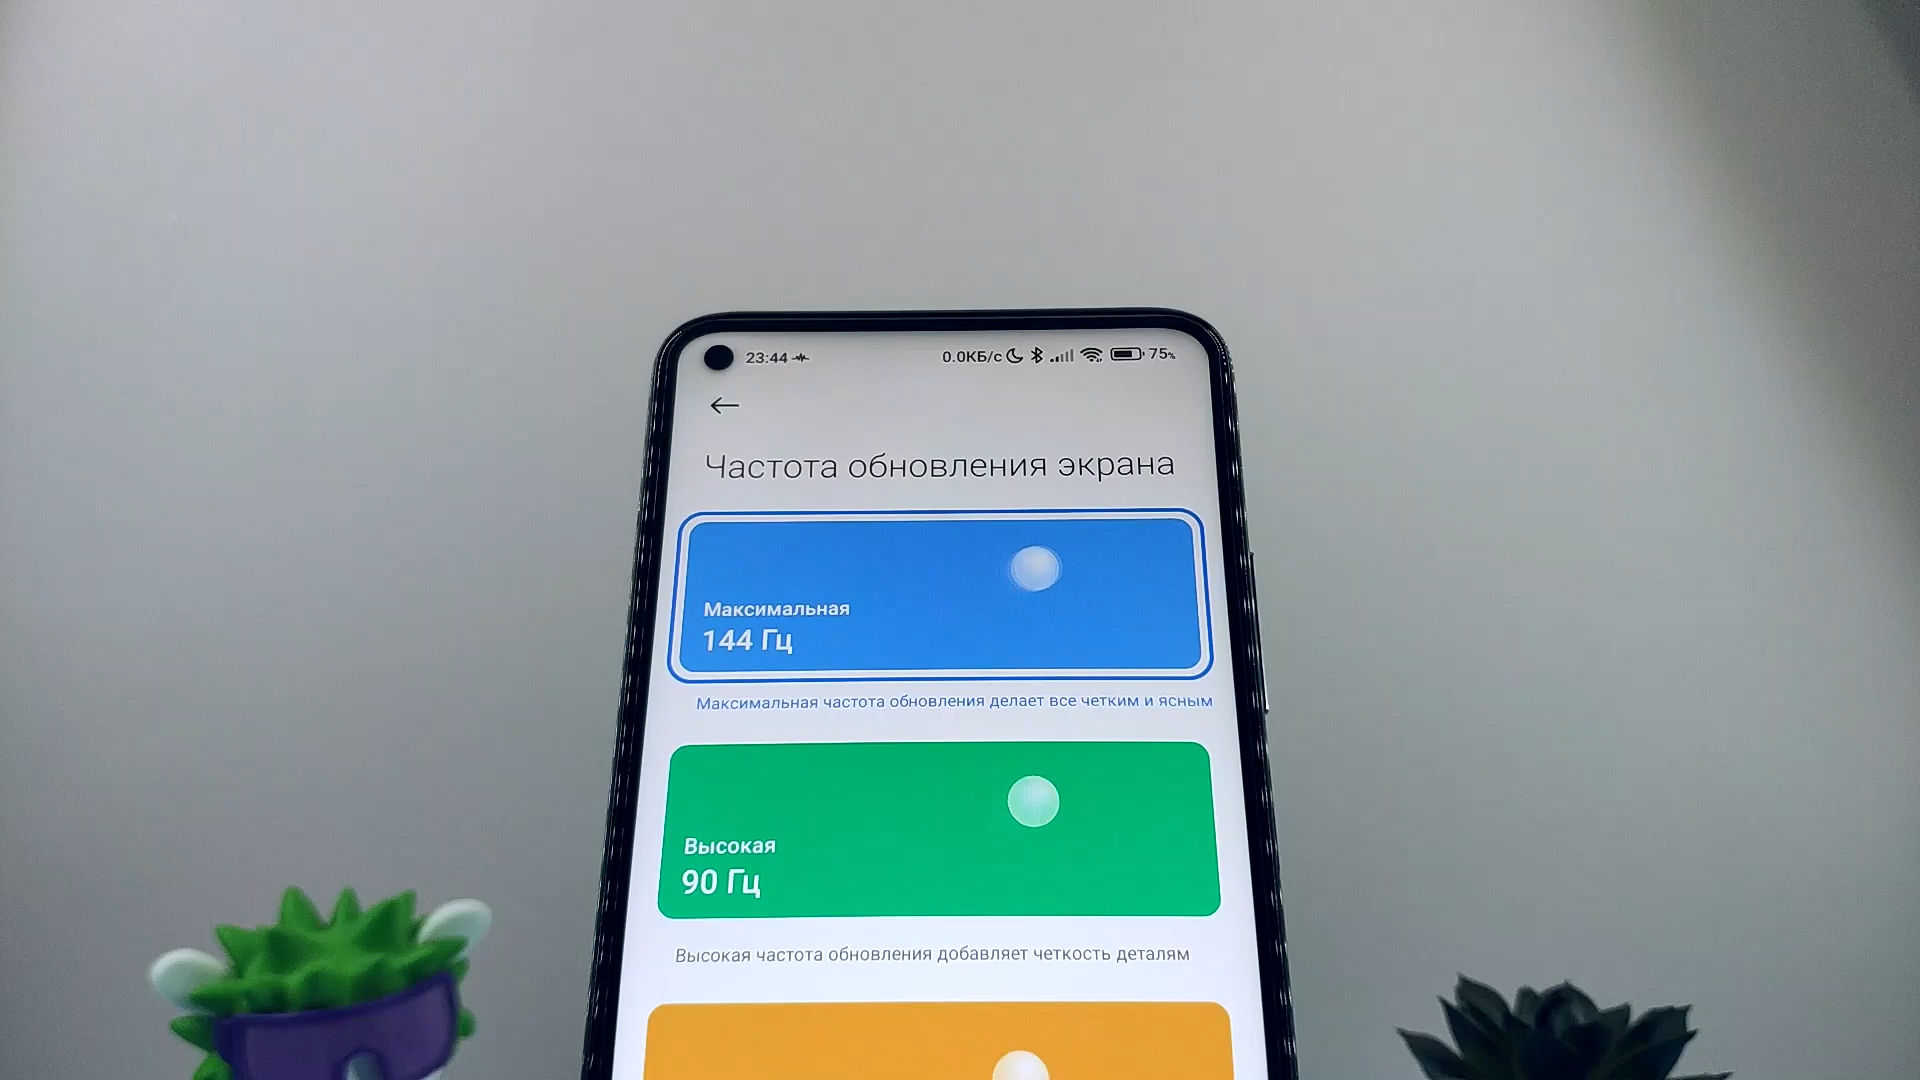 23:44
0.0КБ/с 75%
Частота обновления экрана
Максимальная
144 Гц
Максимальная частота обновления делает все четким и ясным
Высокая
90 Гц
Высокая частота обновления добавляет четкость деталям